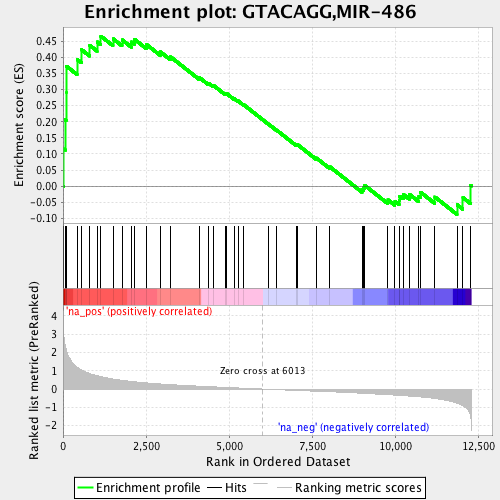 Enrichment plot: GTACAGG,MIR-486
Enrichment score (ES)
0.45
0.40
0.35
0.30
0.25
0.20
0.15
0.10
0.05
0.00
-0.05
-0.10
'na_pos' (positively correlated)
Ranked list metric (PreRanked)
4
3
2
1
0
-1
-2
Zero cross at 6013
'na_neg' (negatively correlated)
0 2,500 5,000 7,500 10,000 12,500
Rank in Ordered Dataset
Enrichment profile Hits Ranking metric scores